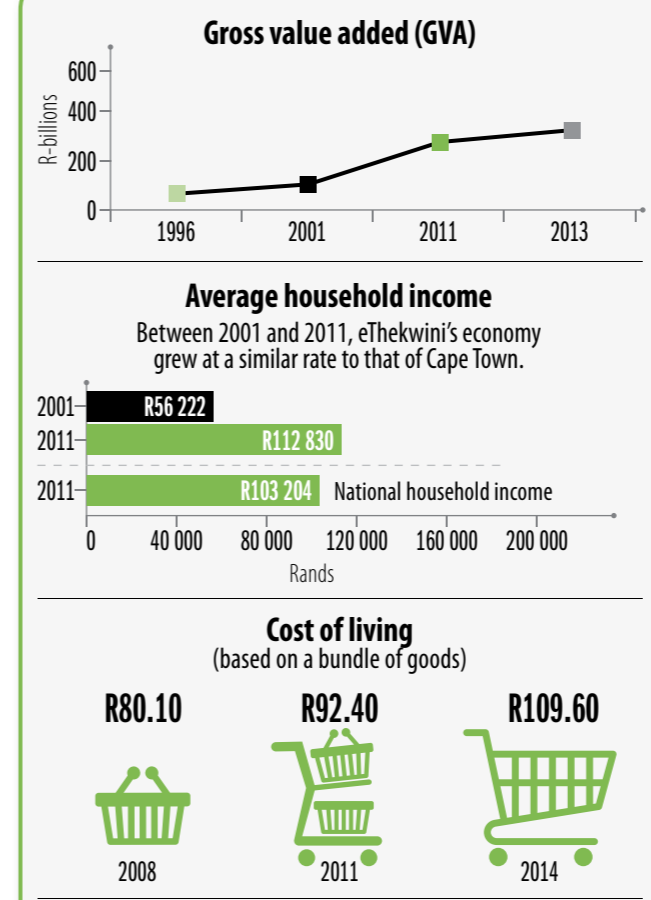 Gross value added (GVA)
R-billions
600
400
200
0
1996 2001 2011 2013
Average household income
Between 2001 and 2011, eThekwini's economy
grew at a similar rate to that of Cape Town.
2001 R56 222
2011 R112 830
2011 R103 204 National household income
0 40 000 80 000 120 000 160 000 200 000
Rands
Cost of living
(based on a bundle of goods)
R80.10 R92.40 R109.60
2008 2011 2014